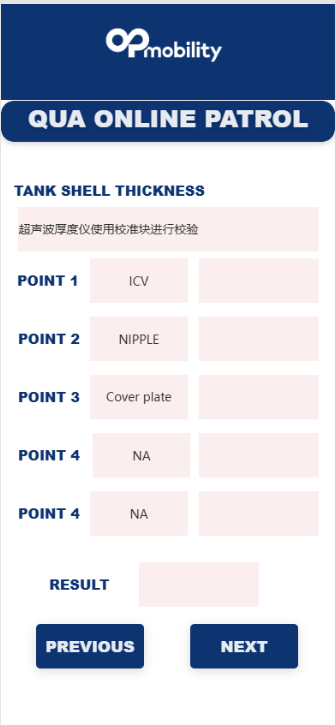 OPmobility
QUA ONLINE PATROL
TANK SHELL THICKNESS
超声波厚度仪使用校准块进行校验
POINT 1 ICV
POINT 2 NIPPLE
POINT 3 Cover plate
POINT 4 NA
POINT 4 NA
RESULT
PREVIOUS NEXT